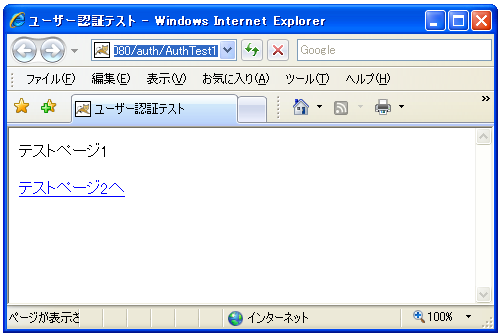 ユーザー認証テスト - Windows Internet Explorer
080/auth/AuthTest1
Google
ファイル(F) 編集(E) 表示(V) お気に入り(A) ツール(T) ヘルプ(H)
ユーザー認証テスト
テストページ1
テストページ2へ
ページが表示さ インターネット 100%